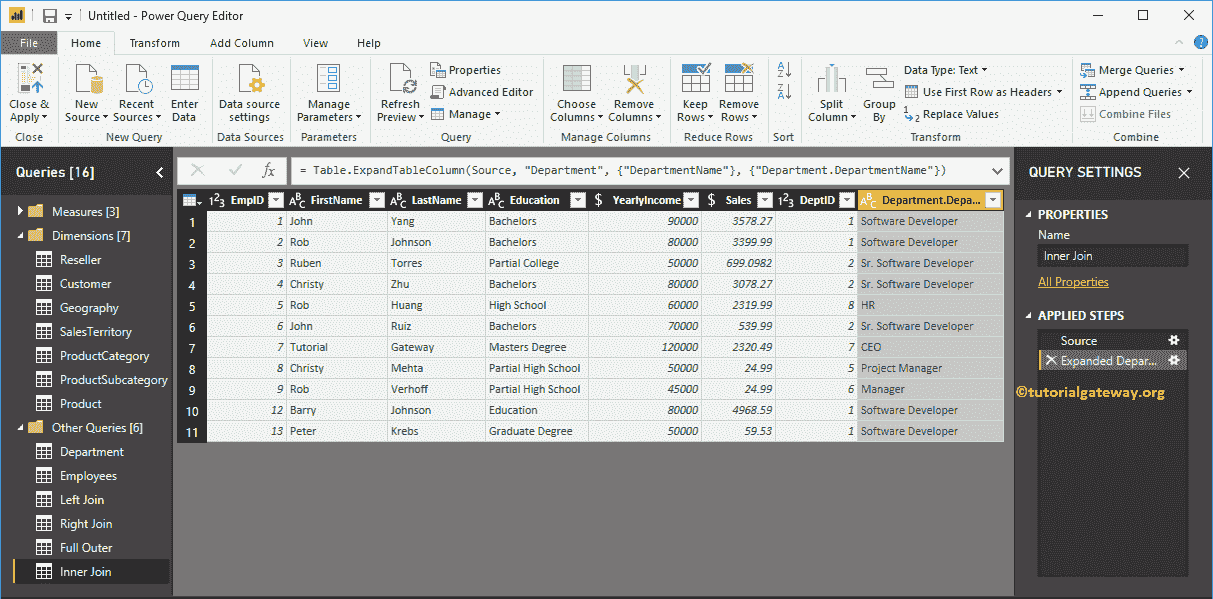 Untitled - Power Query Editor
File Home Transform Add Column View Help
Close & Apply
New Source
Recent Sources
Enter Data
Data source settings
Manage Parameters
Refresh Preview
Properties
Advanced Editor
Manage
Choose Columns
Remove Columns
Keep Rows
Remove Rows
Split Column
Group By
Data Type: Text
Use First Row as Headers
Replace Values
Merge Queries
Append Queries
Combine Files
Close New Query Data Sources Parameters Query Manage Columns Reduce Rows Sort Transform Combine
Queries [16]
Measures [3]
Dimensions [7]
Reseller
Customer
Geography
SalesTerritory
ProductCategory
ProductSubcategory
Product
Other Queries [6]
Department
Employees
Left Join
Right Join
Full Outer
Inner Join
fx = Table.ExpandTableColumn(Source, "Department", {"DepartmentName"}, {"Department.DepartmentName"})
EmpID FirstName LastName Education YearlyIncome Sales DeptID Department.Depa...
1 1 John Yang Bachelors 90000 3578.27 1 Software Developer
2 2 Rob Johnson Bachelors 80000 3399.99 1 Software Developer
3 3 Ruben Torres Partial College 50000 699.0982 2 Sr. Software Developer
4 4 Christy Zhu Bachelors 80000 3078.27 2 Sr. Software Developer
5 5 Rob Huang High School 60000 2319.99 8 HR
6 6 John Ruiz Bachelors 70000 539.99 2 Sr. Software Developer
7 7 Tutorial Gateway Masters Degree 120000 2320.49 7 CEO
8 8 Christy Mehta Partial High School 50000 24.99 5 Project Manager
9 9 Rob Verhoff Partial High School 45000 24.99 6 Manager
10 12 Barry Johnson Education 80000 4968.59 1 Software Developer
11 13 Peter Krebs Graduate Degree 50000 59.53 1 Software Developer
QUERY SETTINGS
PROPERTIES
Name
Inner Join
All Properties
APPLIED STEPS
Source
Expanded Depar...
©tutorialgateway.org